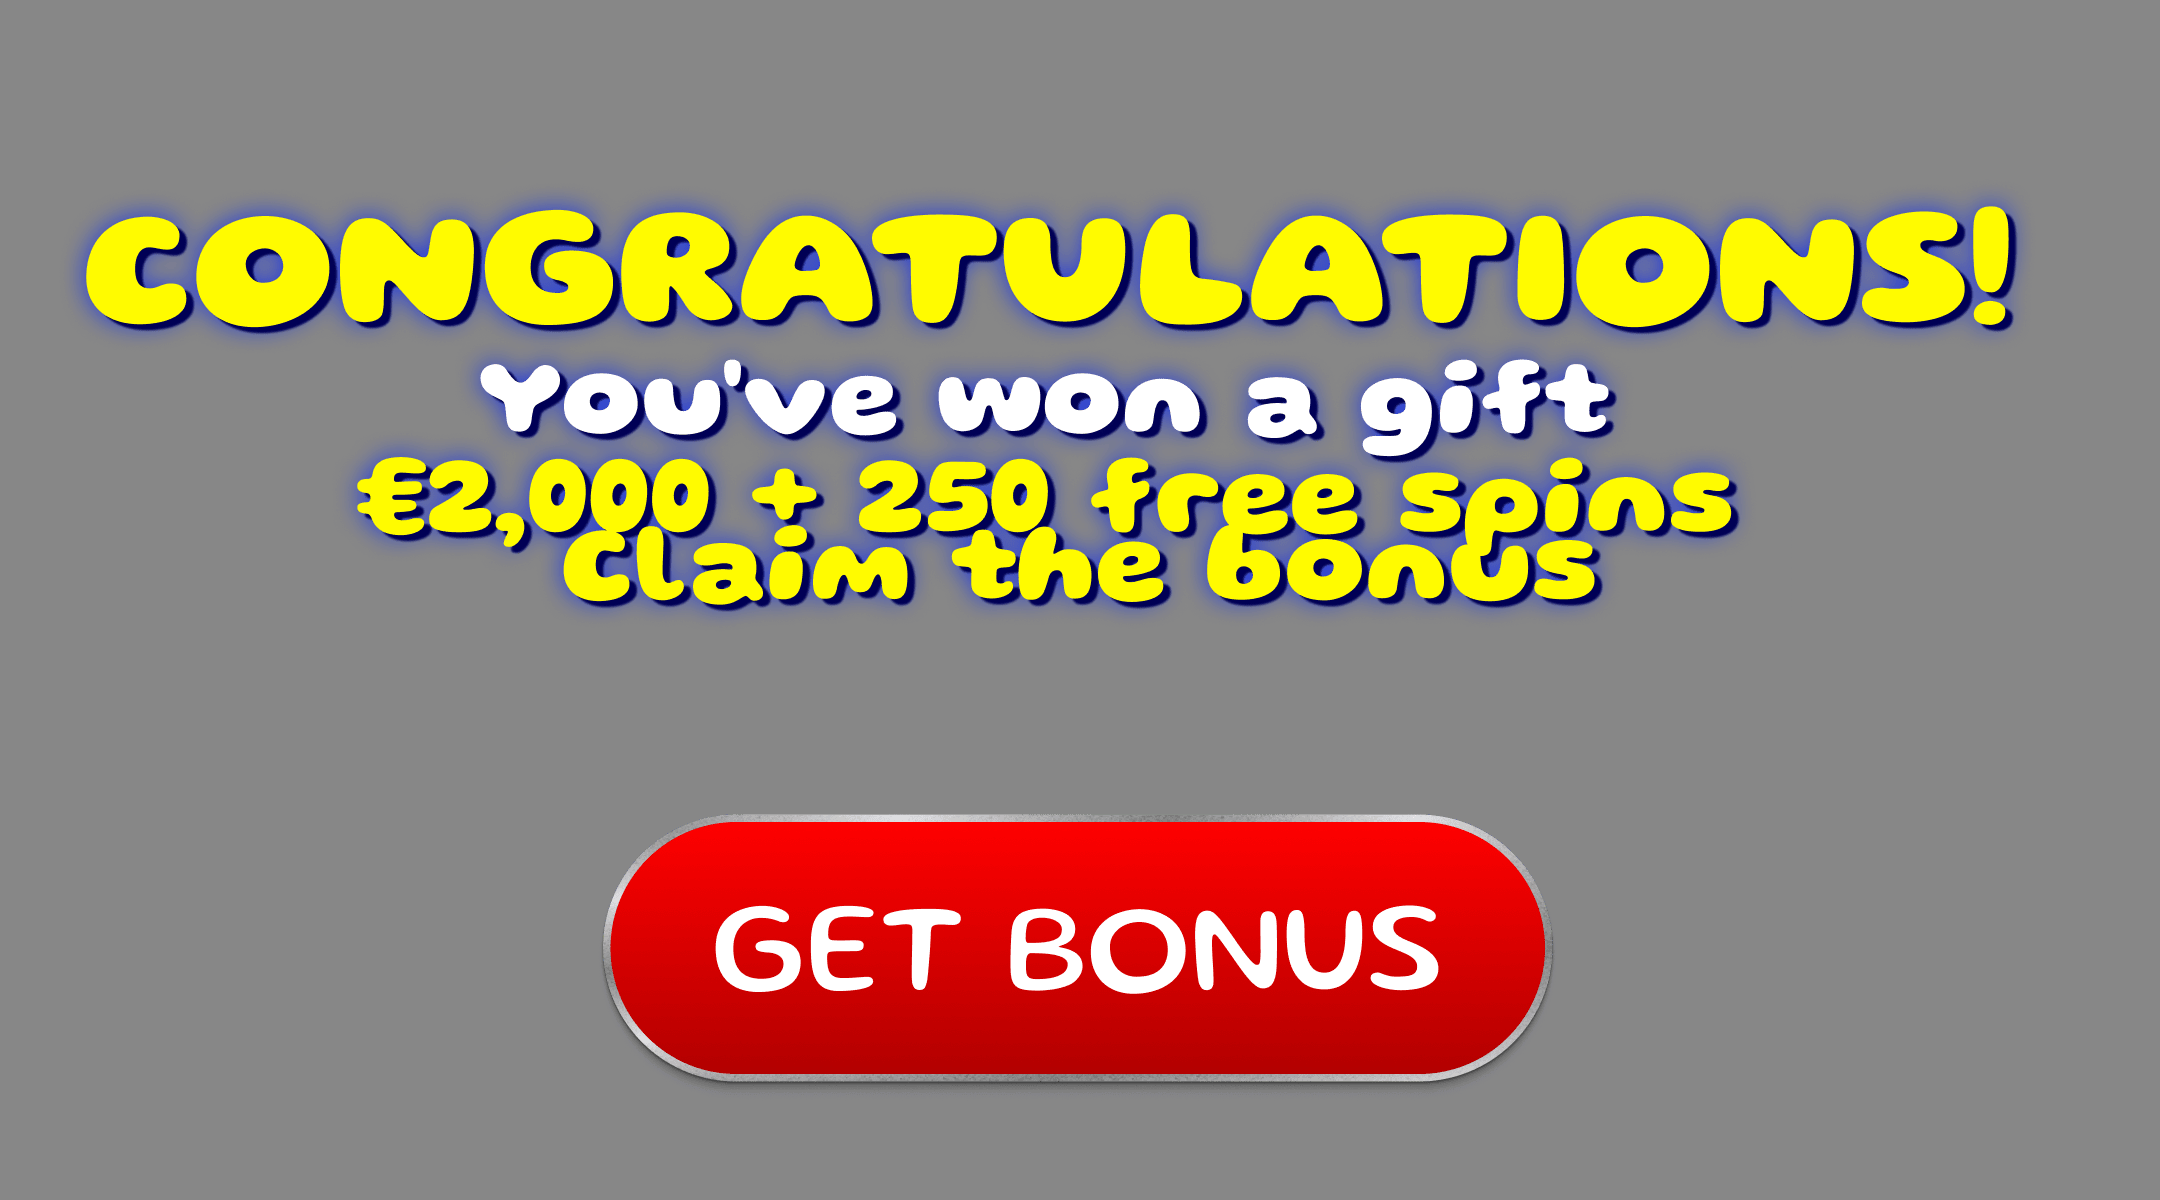 CONGRATULATIONS!
You've won a gift
€2,000 + 250 free spins
Claim the bonus
GET BONUS